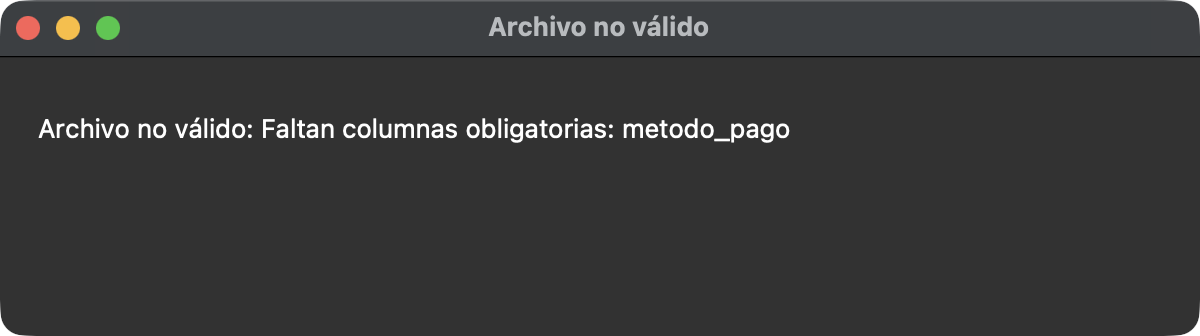 Archivo no válido
Archivo no válido: Faltan columnas obligatorias: metodo_pago